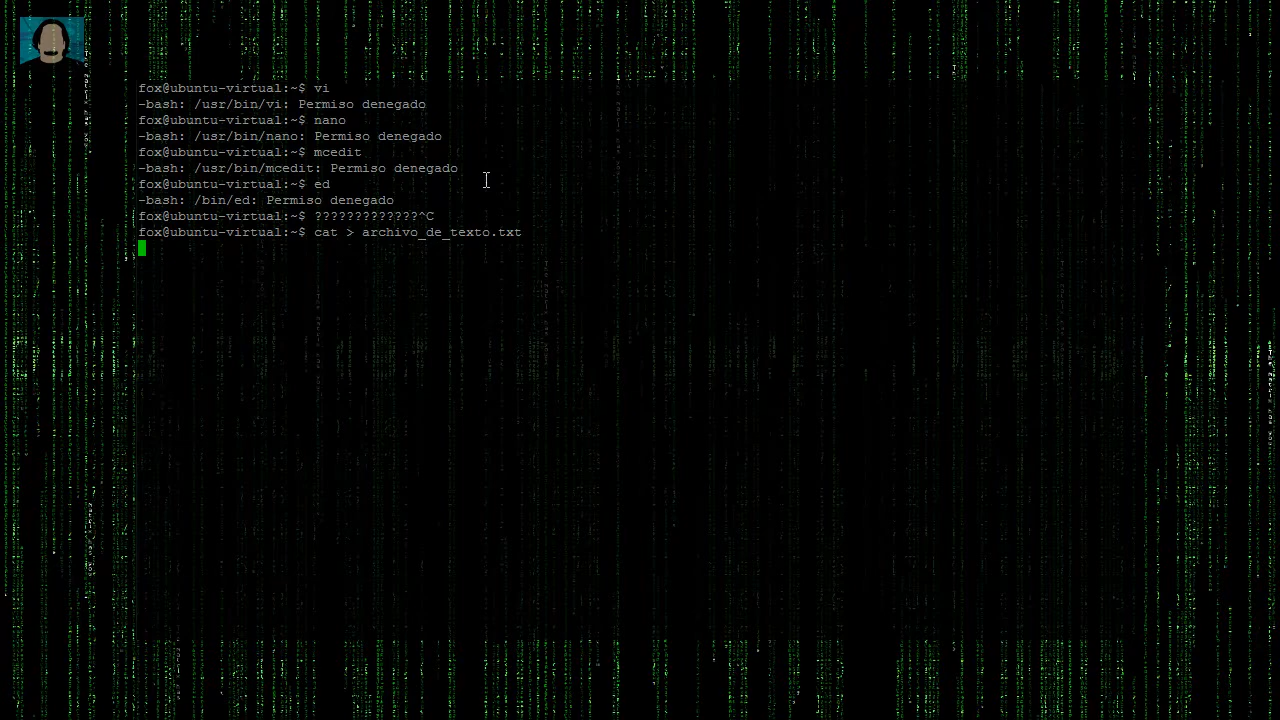 fox@ubuntu-virtual:~$ vi
-bash: /usr/bin/vi: Permiso denegado
fox@ubuntu-virtual:~$ nano
-bash: /usr/bin/nano: Permiso denegado
fox@ubuntu-virtual:~$ mcedit
-bash: /usr/bin/mcedit: Permiso denegado
fox@ubuntu-virtual:~$ ed
-bash: /bin/ed: Permiso denegado
fox@ubuntu-virtual:~$ ?????????????^C
fox@ubuntu-virtual:~$ cat > archivo_de_texto.txt